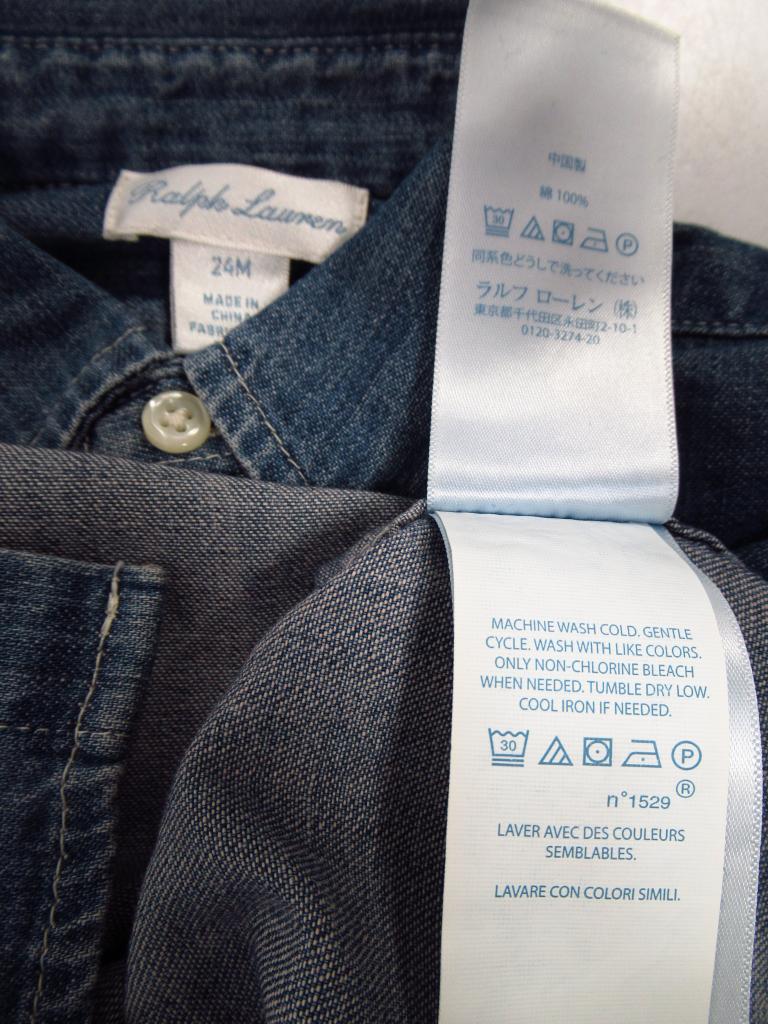 Ralph Lauren
24M
MADE IN
CHINA
FABR
中国製
綿 100%
30 P
同系色どうしで洗ってください
ラルフ ローレン (株)
東京都千代田区永田町2-10-1
0120-3274-20
MACHINE WASH COLD. GENTLE
CYCLE. WASH WITH LIKE COLORS.
ONLY NON-CHLORINE BLEACH
WHEN NEEDED. TUMBLE DRY LOW.
COOL IRON IF NEEDED.
30 P
n°1529 ®
LAVER AVEC DES COULEURS
SEMBLABLES.
LAVARE CON COLORI SIMILI.